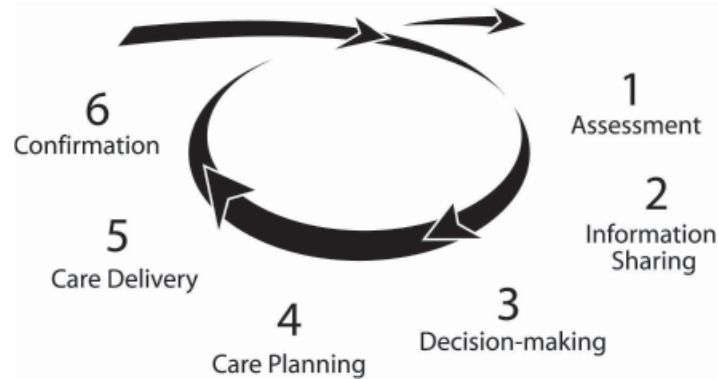 1
Assessment
2
Information
Sharing
3
Decision-making
4
Care Planning
5
Care Delivery
6
Confirmation